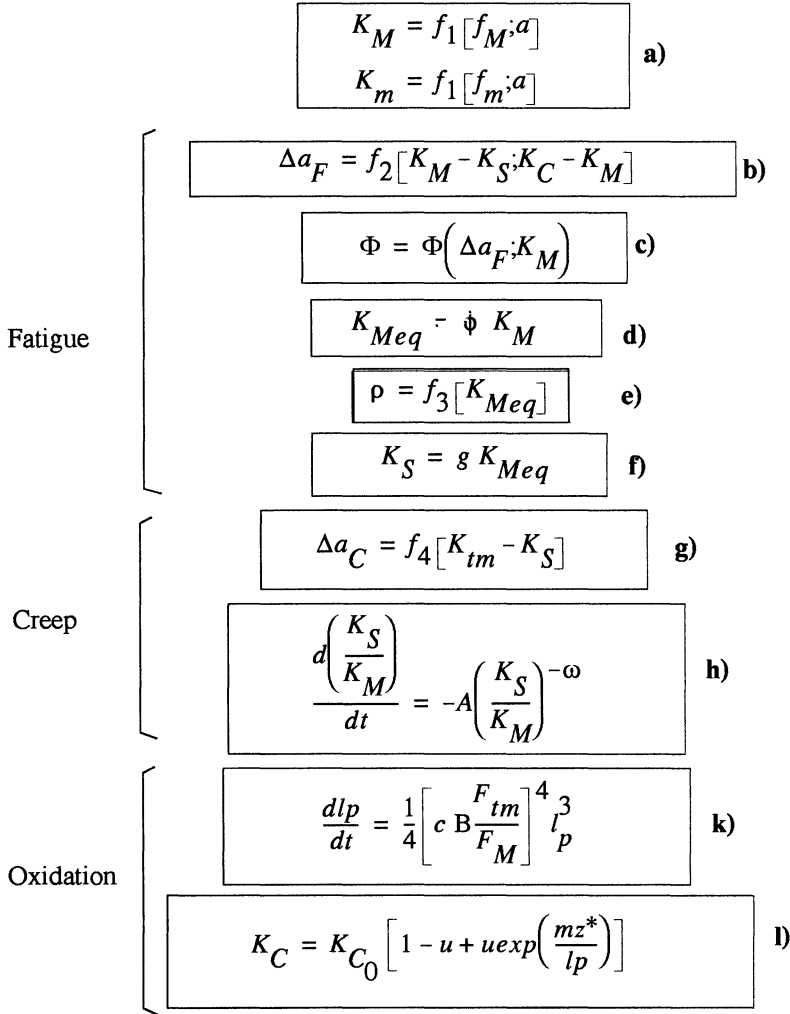 K_M = f_1[f_M;a]
K_m = f_1[f_m;a]
a)
Fatigue
Δa_F = f_2[K_M − K_S;K_C − K_M]
b)
Φ = Φ(Δa_F;K_M)
c)
K_Meq = ϕ K_M
d)
ρ = f_3[K_Meq]
e)
K_S = g K_Meq
f)
Creep
Δa_C = f_4[K_tm − K_S]
g)
d(K_S/K_M)/dt = -A(K_S/K_M)^−ω
h)
Oxidation
dlp/dt = 1/4[c B F_tm/F_M]^4 l_p^3
k)
K_C = K_C_0[1 − u + uexp(mz*/lp)]
l)